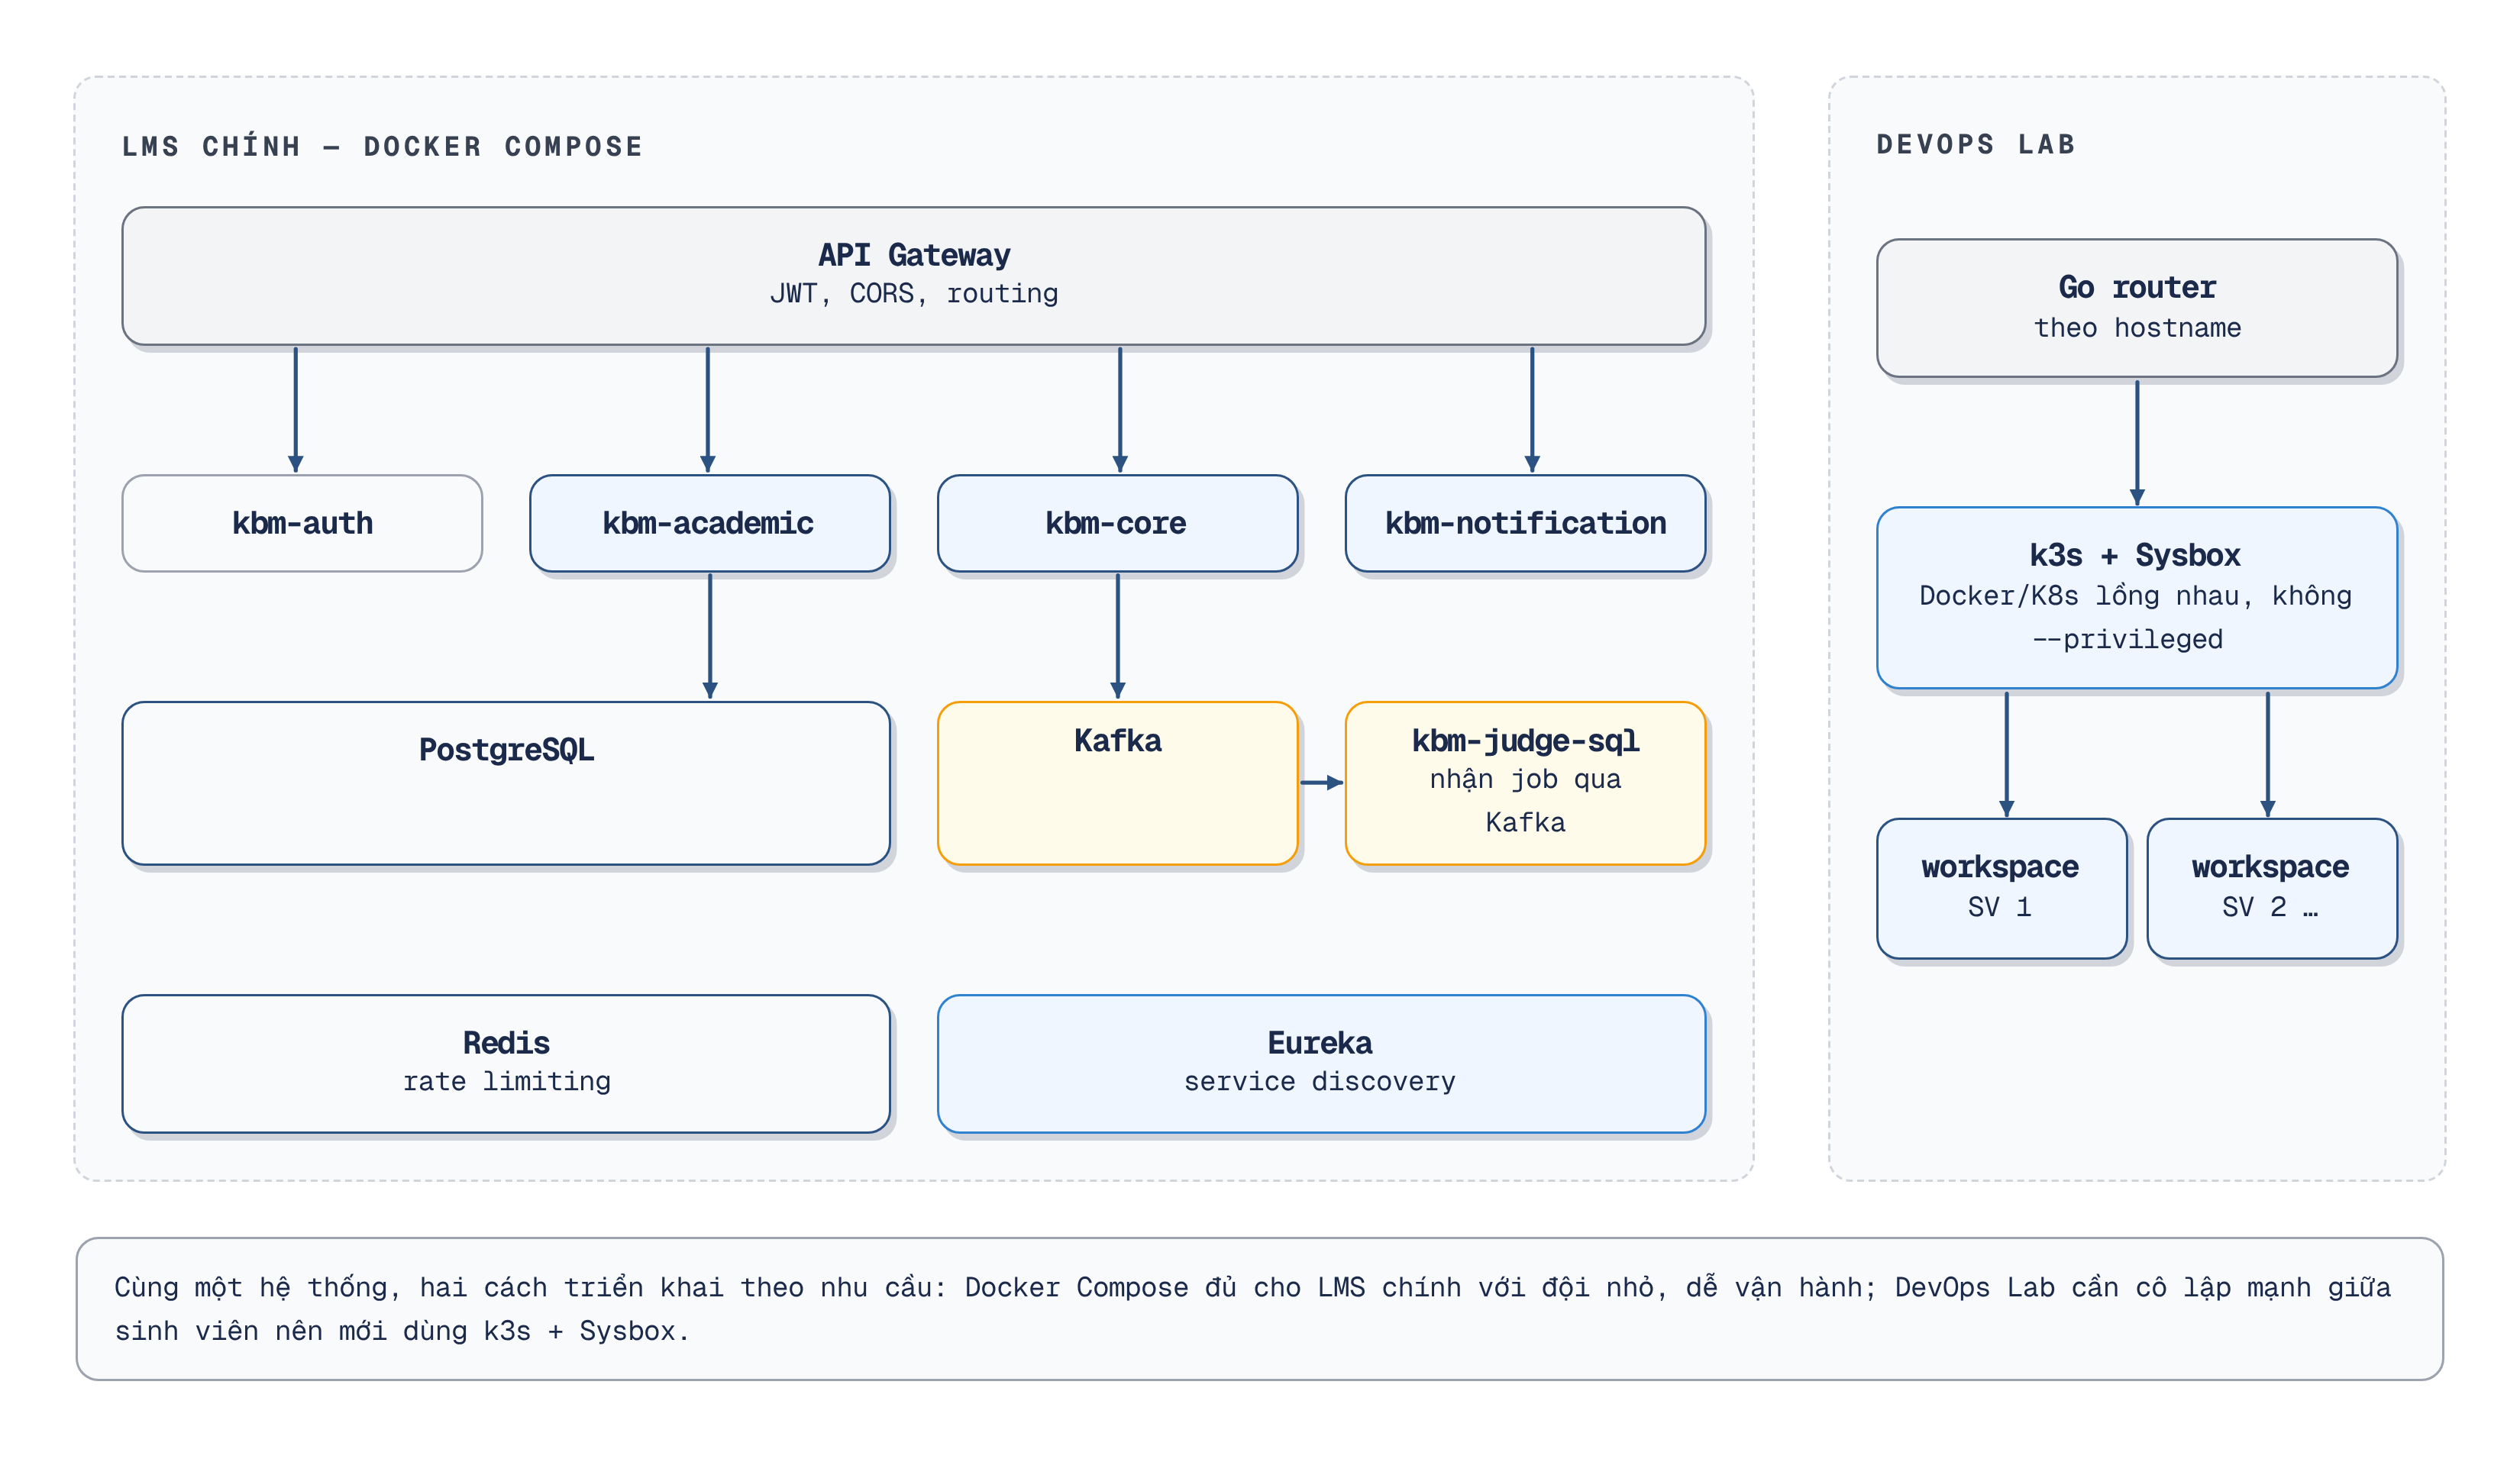 LMS CHÍNH — DOCKER COMPOSE
API Gateway
JWT, CORS, routing
kbm-auth
kbm-academic
kbm-core
kbm-notification
PostgreSQL
Kafka
kbm-judge-sql
nhận job qua
Kafka
Redis
rate limiting
Eureka
service discovery
DEVOPS LAB
Go router
theo hostname
k3s + Sysbox
Docker/K8s lồng nhau, không
--privileged
workspace
SV 1
workspace
SV 2 …
Cùng một hệ thống, hai cách triển khai theo nhu cầu: Docker Compose đủ cho LMS chính với đội nhỏ, dễ vận hành; DevOps Lab cần cô lập mạnh giữa
sinh viên nên mới dùng k3s + Sysbox.